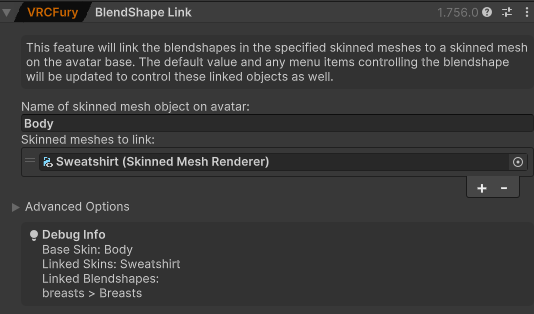 VRCFury BlendShape Link 1.756.0
This feature will link the blendshapes in the specified skinned meshes to a skinned mesh
on the avatar base. The default value and any menu items controlling the blendshape
will be updated to control these linked objects as well.
Name of skinned mesh object on avatar:
Body
Skinned meshes to link:
Sweatshirt (Skinned Mesh Renderer)
+ -
Advanced Options
Debug Info
Base Skin: Body
Linked Skins: Sweatshirt
Linked Blendshapes:
breasts > Breasts